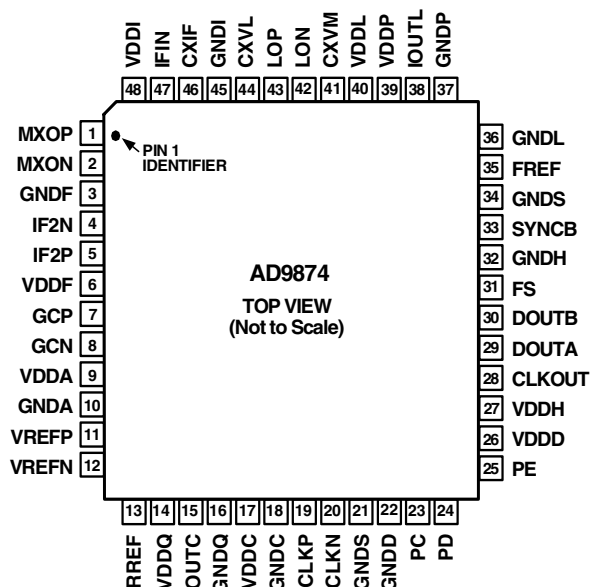 VDDI
IFIN
CXIF
GNDI
CXVL
LOP
LON
CXVM
VDDL
VDDP
IOUTL
GNDP
48 47 46 45 44 43 42 41 40 39 38 37
MXOP 1
MXON 2
GNDF 3
IF2N 4
IF2P 5
VDDF 6
GCP 7
GCN 8
VDDA 9
GNDA 10
VREFP 11
VREFN 12
PIN 1
IDENTIFIER
AD9874
TOP VIEW
(Not to Scale)
36 GNDL
35 FREF
34 GNDS
33 SYNCB
32 GNDH
31 FS
30 DOUTB
29 DOUTA
28 CLKOUT
27 VDDH
26 VDDD
25 PE
13 14 15 16 17 18 19 20 21 22 23 24
RREF
VDDQ
OUTC
GNDQ
VDDC
GNDC
CLKP
CLKN
GNDS
GNDD
PC
PD